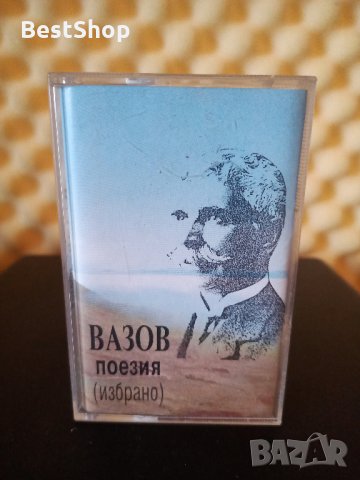 BestShop
ВАЗОВ
поезия
(избрано)
BAZAR